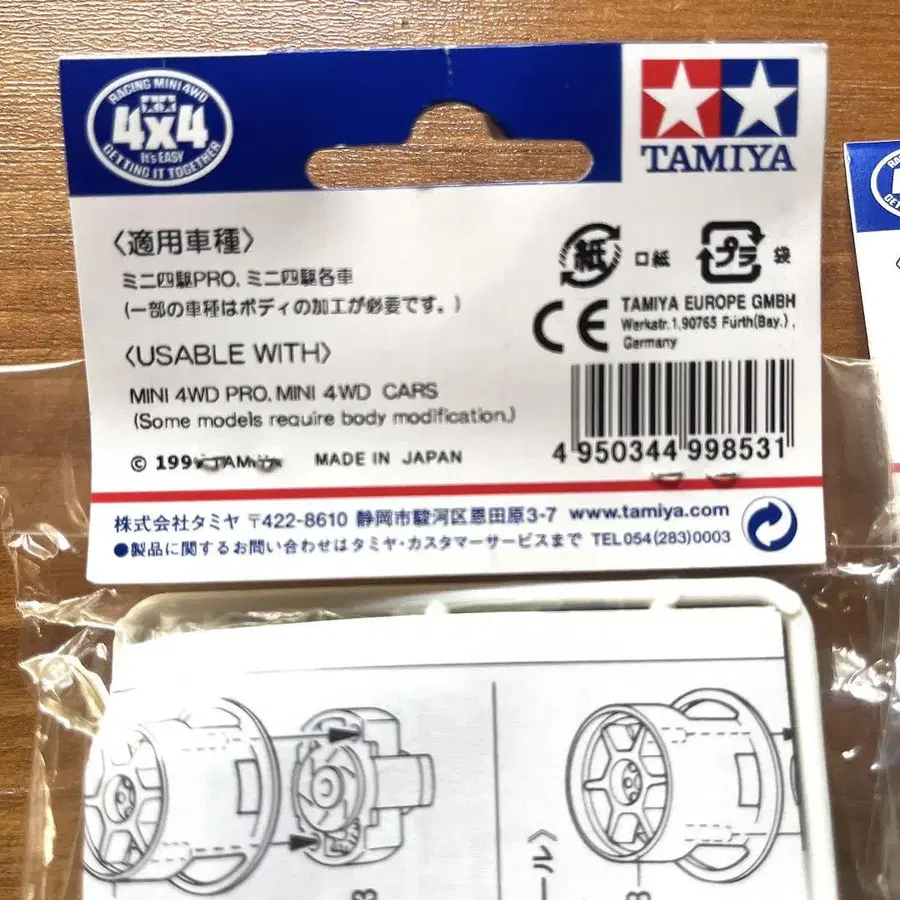 RACING MINI 4WD
4x4
It's EASY
GETTING IT TOGETHER
TAMIYA
〈適用車種〉
ミニ四駆PRO、ミニ四駆各車
(一部の車種はボディの加工が必要です。)
〈USABLE WITH〉
MINI 4WD PRO, MINI 4WD CARS
(Some models require body modification.)
紙 口紙
プラ 袋
CE
TAMIYA EUROPE GMBH
Werkstr.1,90765 Fürth(Bay.),
Germany
4 950344 998531
© 199 TAMIYA MADE IN JAPAN
株式会社タミヤ 〒422-8610 静岡市駿河区恩田原3-7 www.tamiya.com
●製品に関するお問い合わせはタミヤ・カスタマーサービスまで TEL054(283)0003
ール〉